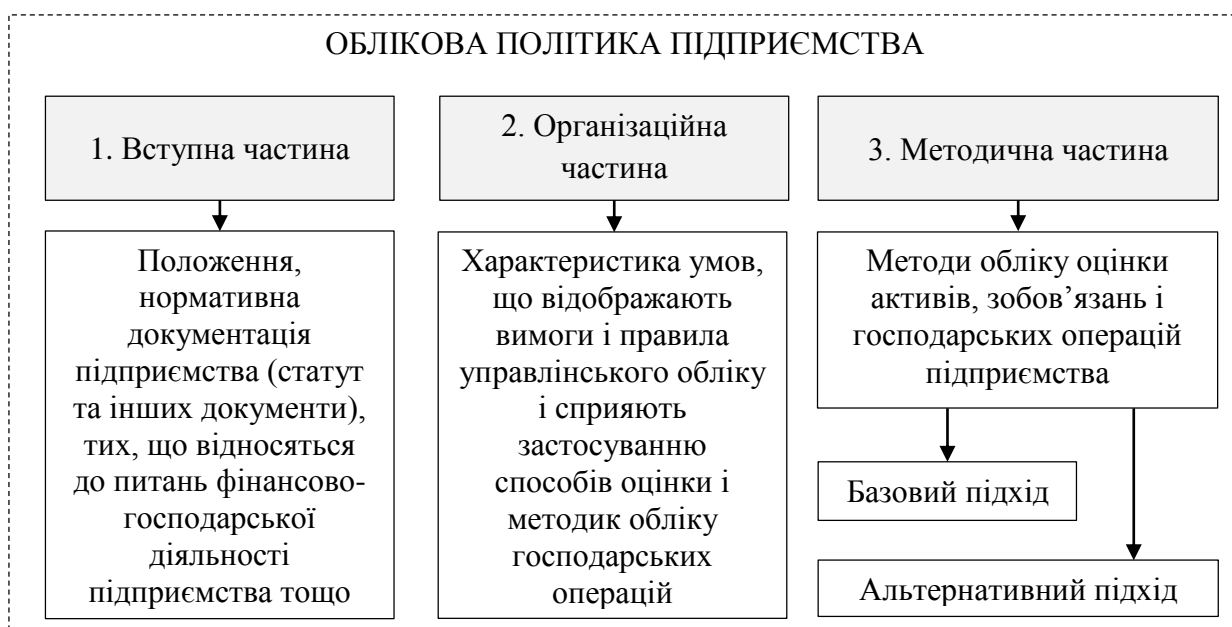 ОБЛІКОВА ПОЛІТИКА ПІДПРИЄМСТВА
1. Вступна частина
Положення,
нормативна
документація
підприємства (статут
та інших документи),
тих, що відносяться
до питань фінансово-
господарської
діяльності
підприємства тощо
2. Організаційна
частина
Характеристика умов,
що відображають
вимоги і правила
управлінського обліку
і сприяють
застосуванню
способів оцінки і
методик обліку
господарських
операцій
3. Методична частина
Методи обліку оцінки
активів, зобов’язань і
господарських операцій
підприємства
Базовий підхід
Альтернативний підхід